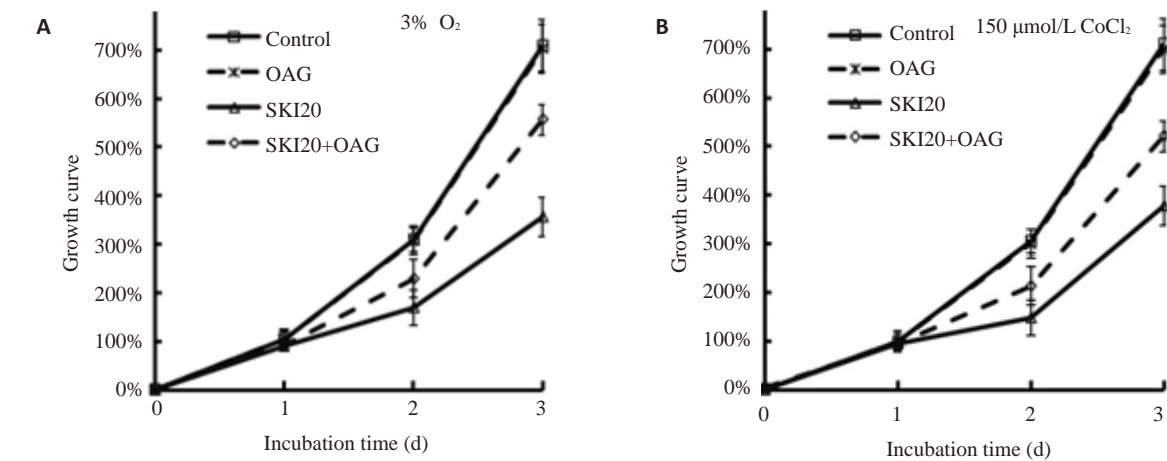 A
3% O₂
Control
OAG
SKI20
SKI20+OAG
Growth curve
700%
600%
500%
400%
300%
200%
100%
0%
0 1 2 3
Incubation time (d)
B
150 μmol/L CoCl₂
Control
OAG
SKI20
SKI20+OAG
Growth curve
700%
600%
500%
400%
300%
200%
100%
0%
0 1 2 3
Incubation time (d)